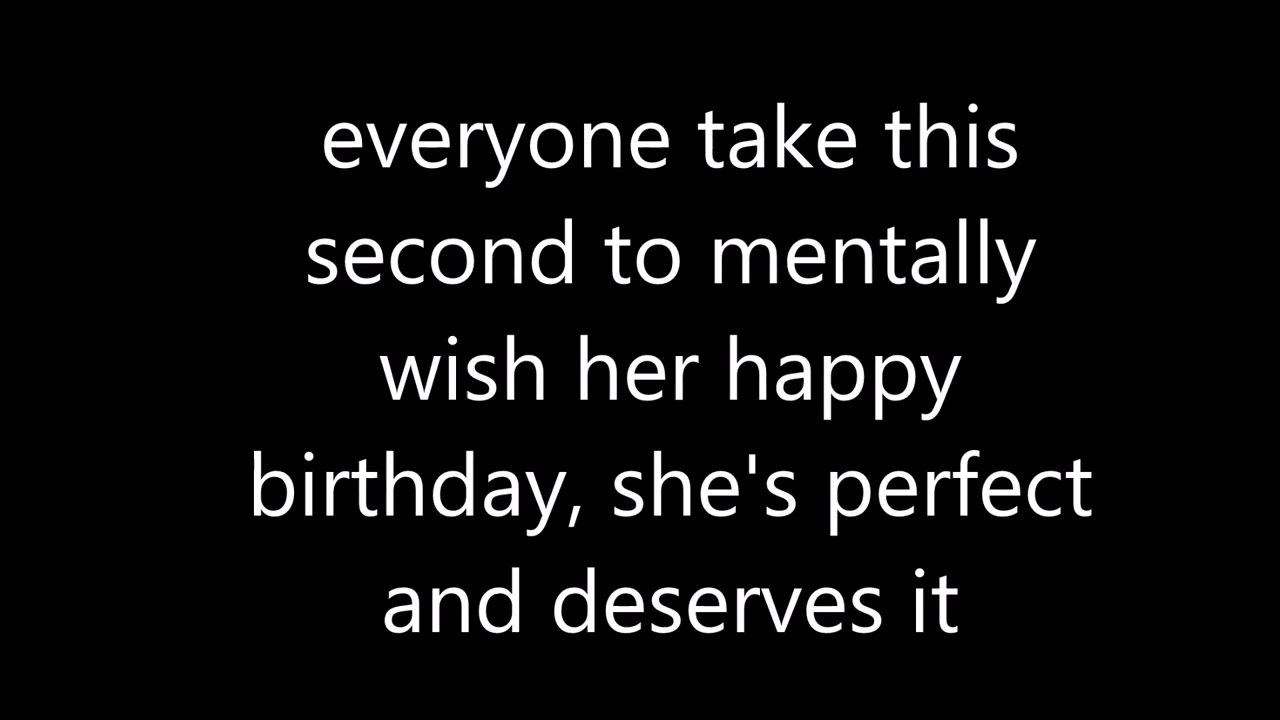 everyone take this
second to mentally
wish her happy
birthday, she's perfect
and deserves it